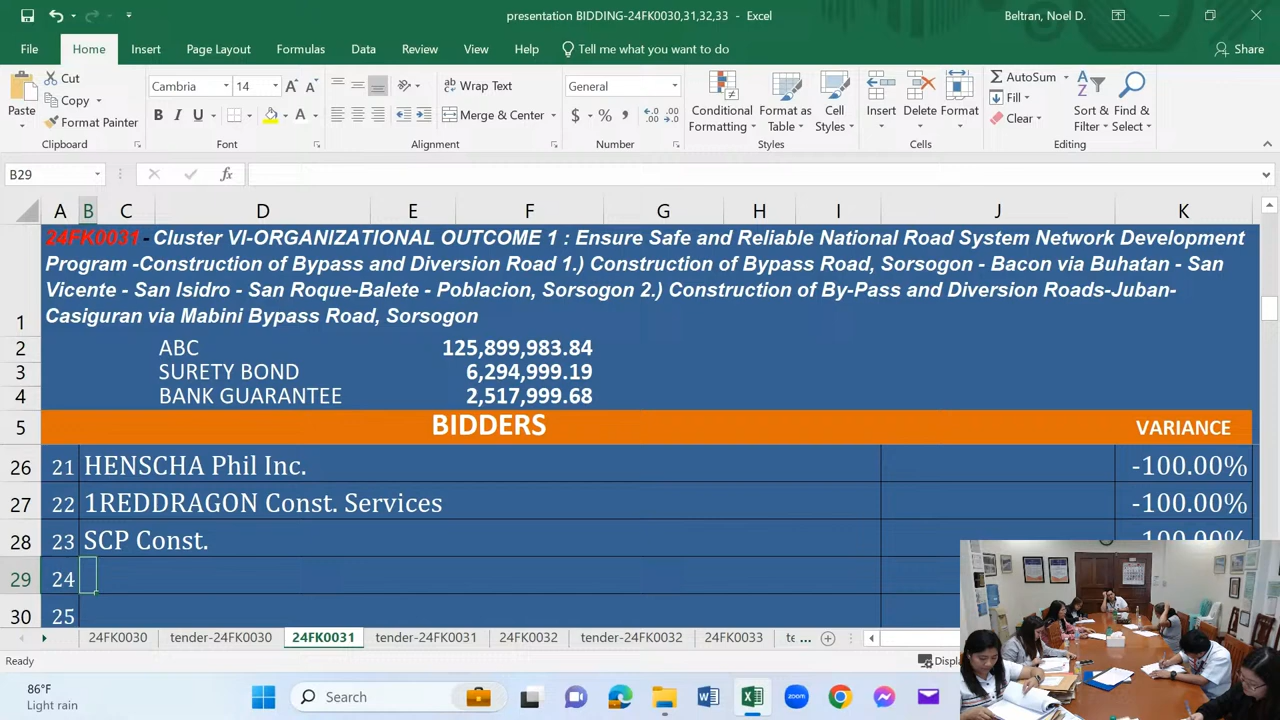 presentation BIDDING-24FK0030,31,32,33 - Excel
Beltran, Noel D.
File Home Insert Page Layout Formulas Data Review View Help Tell me what you want to do Share
Paste Cut Copy Format Painter Clipboard
Cambria 14 Font
Wrap Text Merge & Center Alignment
General Number
Conditional Formatting Format as Table Cell Styles Styles
Insert Delete Format Cells
AutoSum Fill Clear Sort & Filter Find & Select Editing
B29 fx
A B C D E F G H I J K
1 24FK0031 - Cluster VI-ORGANIZATIONAL OUTCOME 1 : Ensure Safe and Reliable National Road System Network Development
Program -Construction of Bypass and Diversion Road 1.) Construction of Bypass Road, Sorsogon - Bacon via Buhatan - San
Vicente - San Isidro - San Roque-Balete - Poblacion, Sorsogon 2.) Construction of By-Pass and Diversion Roads-Juban-
Casiguran via Mabini Bypass Road, Sorsogon
2 ABC 125,899,983.84
3 SURETY BOND 6,294,999.19
4 BANK GUARANTEE 2,517,999.68
5 BIDDERS VARIANCE
26 21 HENSCHA Phil Inc. -100.00%
27 22 1REDDRAGON Const. Services -100.00%
28 23 SCP Const. -100.00%
29 24
30 25
24FK0030 tender-24FK0030 24FK0031 tender-24FK0031 24FK0032 tender-24FK0032 24FK0033 te ...
Ready
86°F
Light rain
Search
zoom